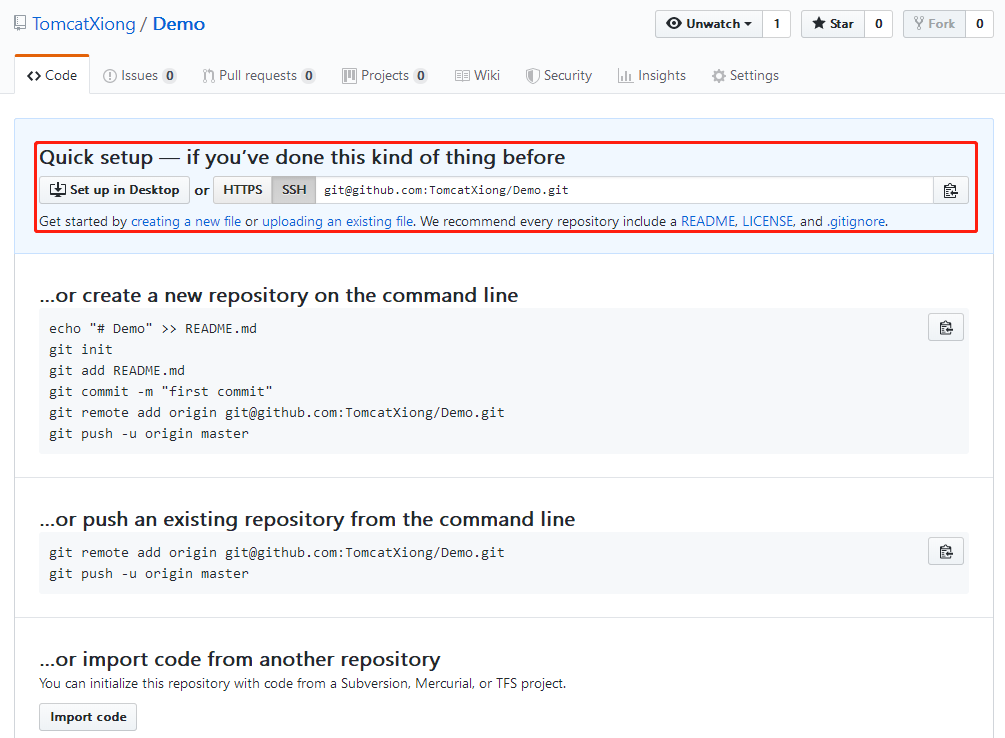 TomcatXiong / Demo
Unwatch 1 Star 0 Fork 0
Code Issues 0 Pull requests 0 Projects 0 Wiki Security Insights Settings
Quick setup — if you’ve done this kind of thing before
Set up in Desktop or HTTPS SSH git@github.com:TomcatXiong/Demo.git
Get started by creating a new file or uploading an existing file. We recommend every repository include a README, LICENSE, and .gitignore.
…or create a new repository on the command line
echo "# Demo" >> README.md
git init
git add README.md
git commit -m "first commit"
git remote add origin git@github.com:TomcatXiong/Demo.git
git push -u origin master
…or push an existing repository from the command line
git remote add origin git@github.com:TomcatXiong/Demo.git
git push -u origin master
…or import code from another repository
You can initialize this repository with code from a Subversion, Mercurial, or TFS project.
Import code